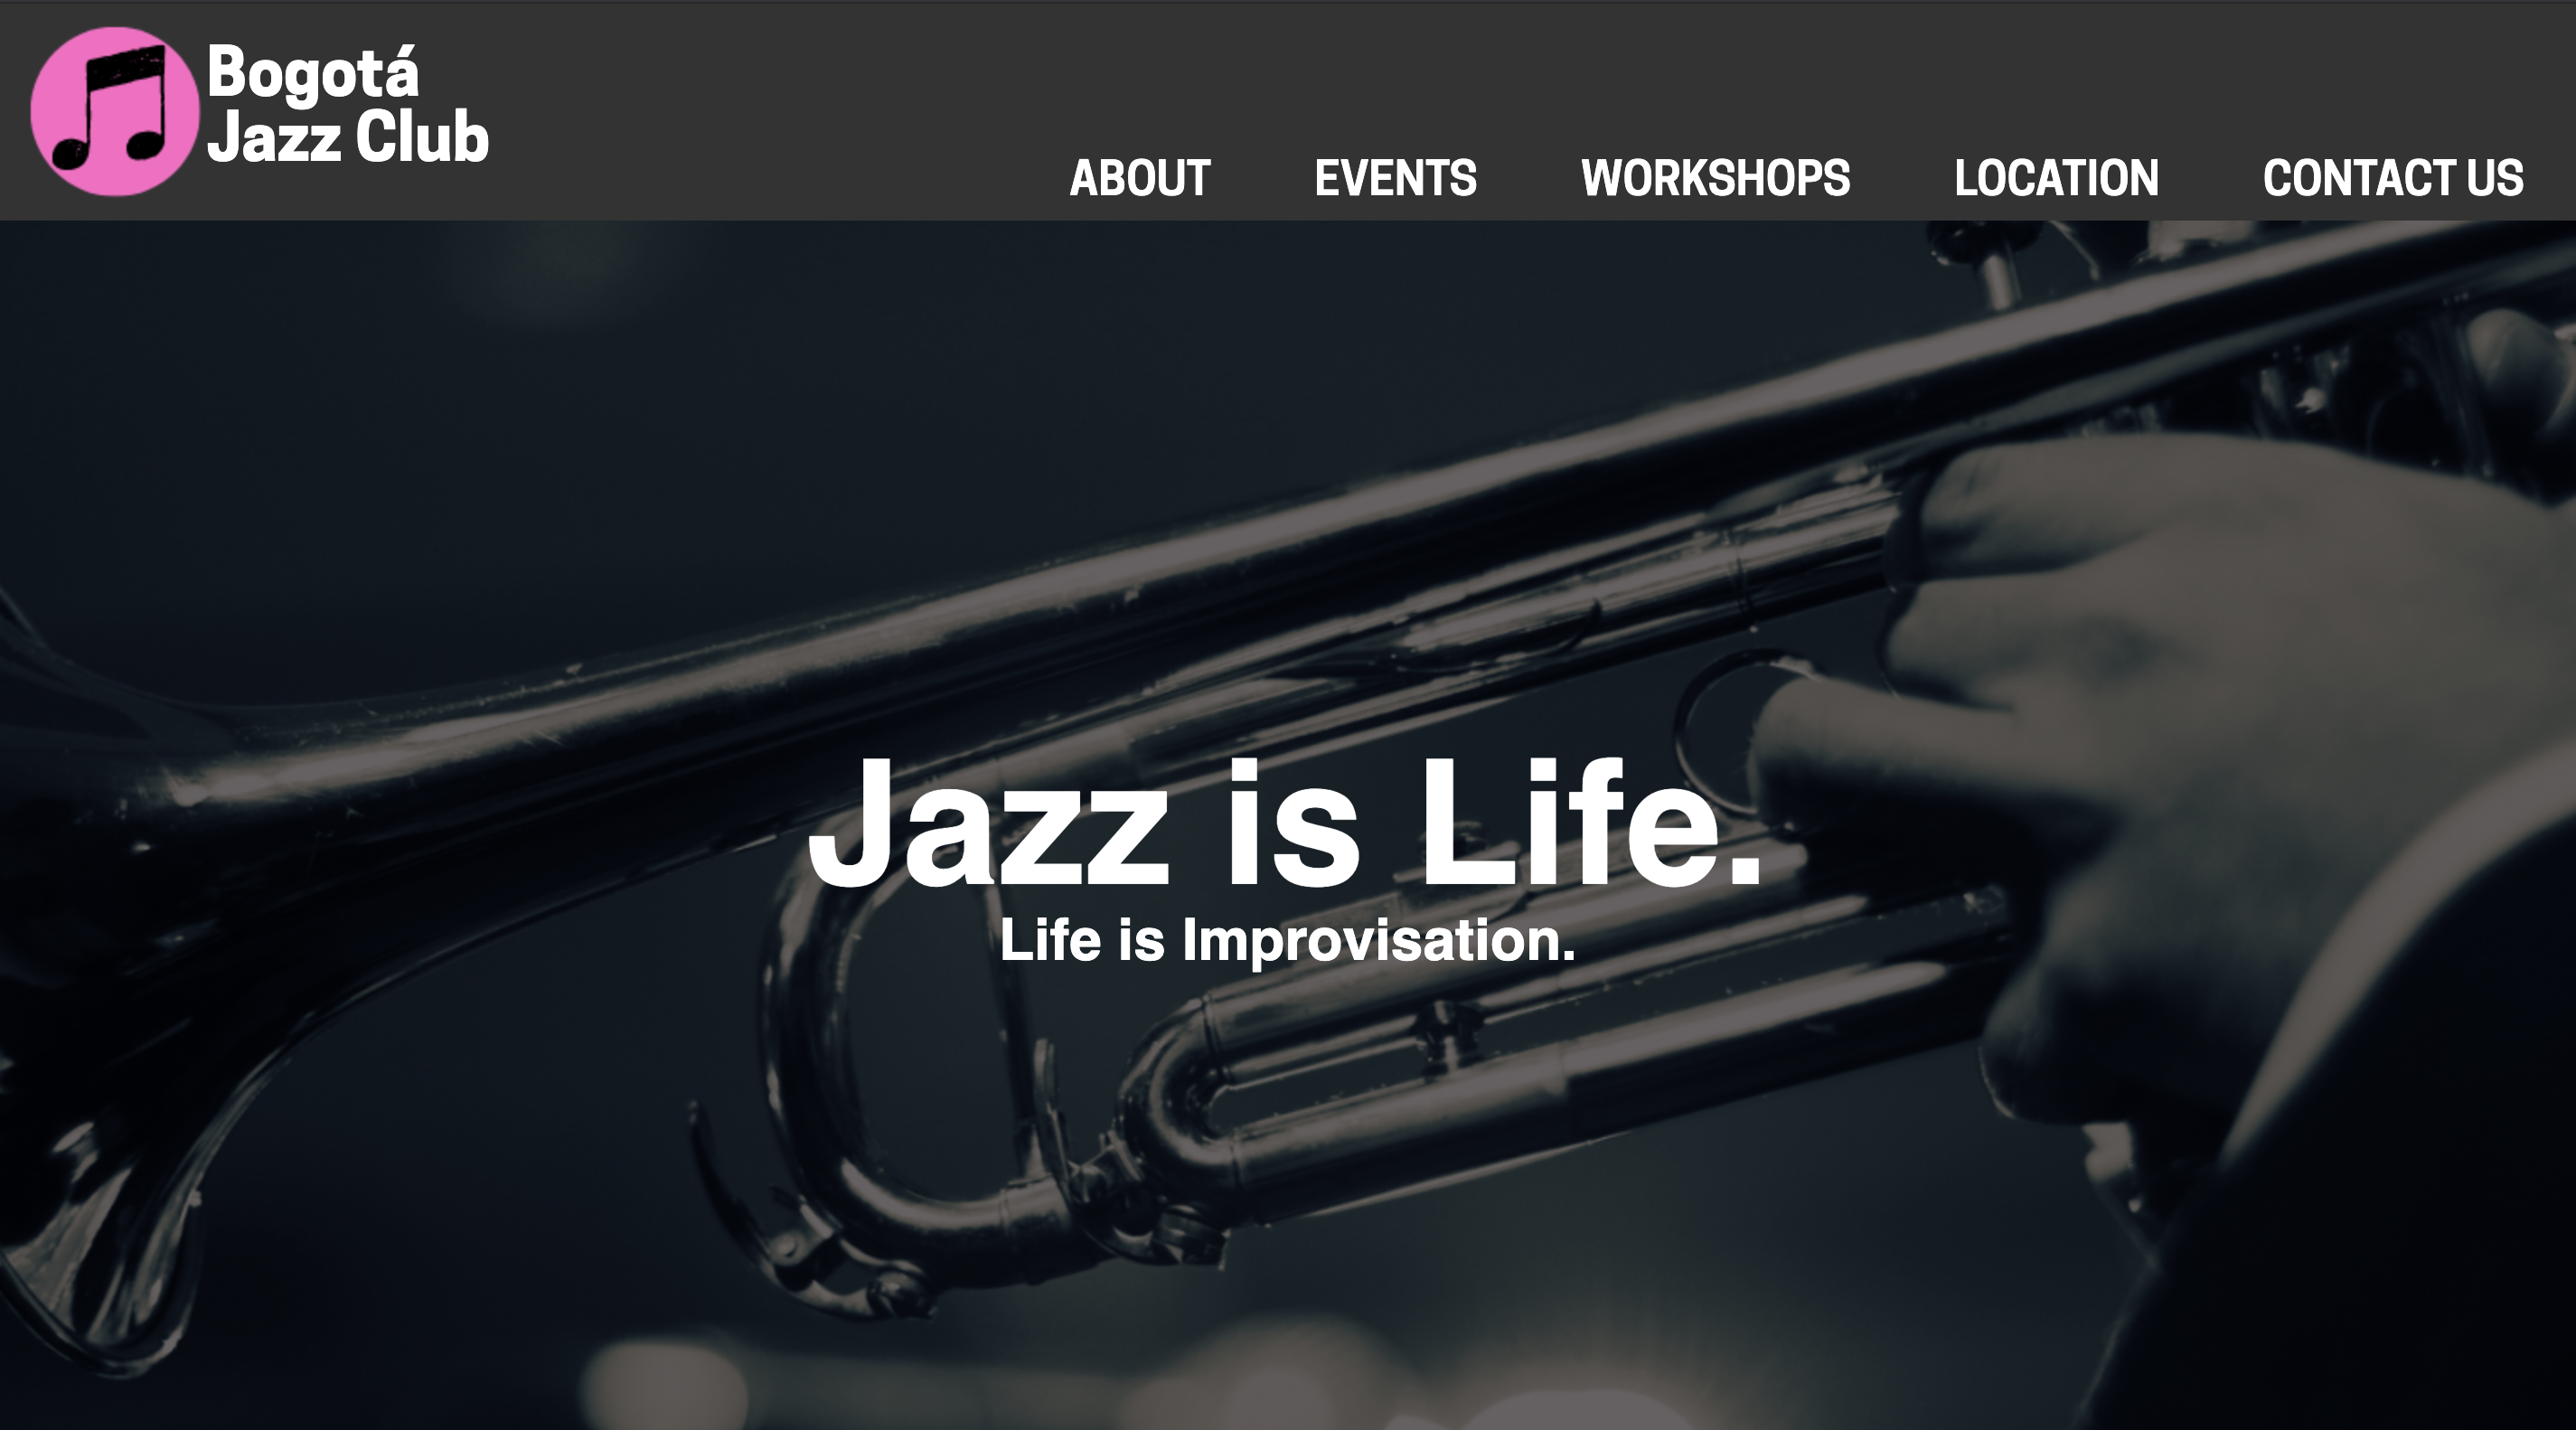 Bogotá
Jazz Club
ABOUT EVENTS WORKSHOPS LOCATION CONTACT US
Jazz is Life.
Life is Improvisation.